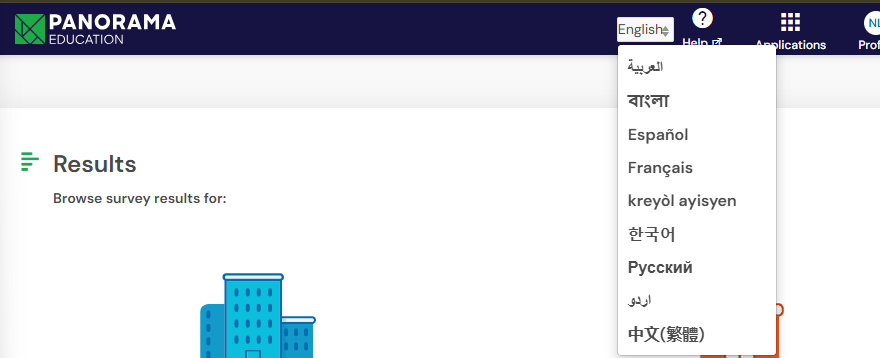 PANORAMA
EDUCATION
English
Help
Applications
NL
العربية
বাংলা
Español
Français
kreyòl ayisyen
한국어
Русский
اردو
中文(繁體)
Results
Browse survey results for: